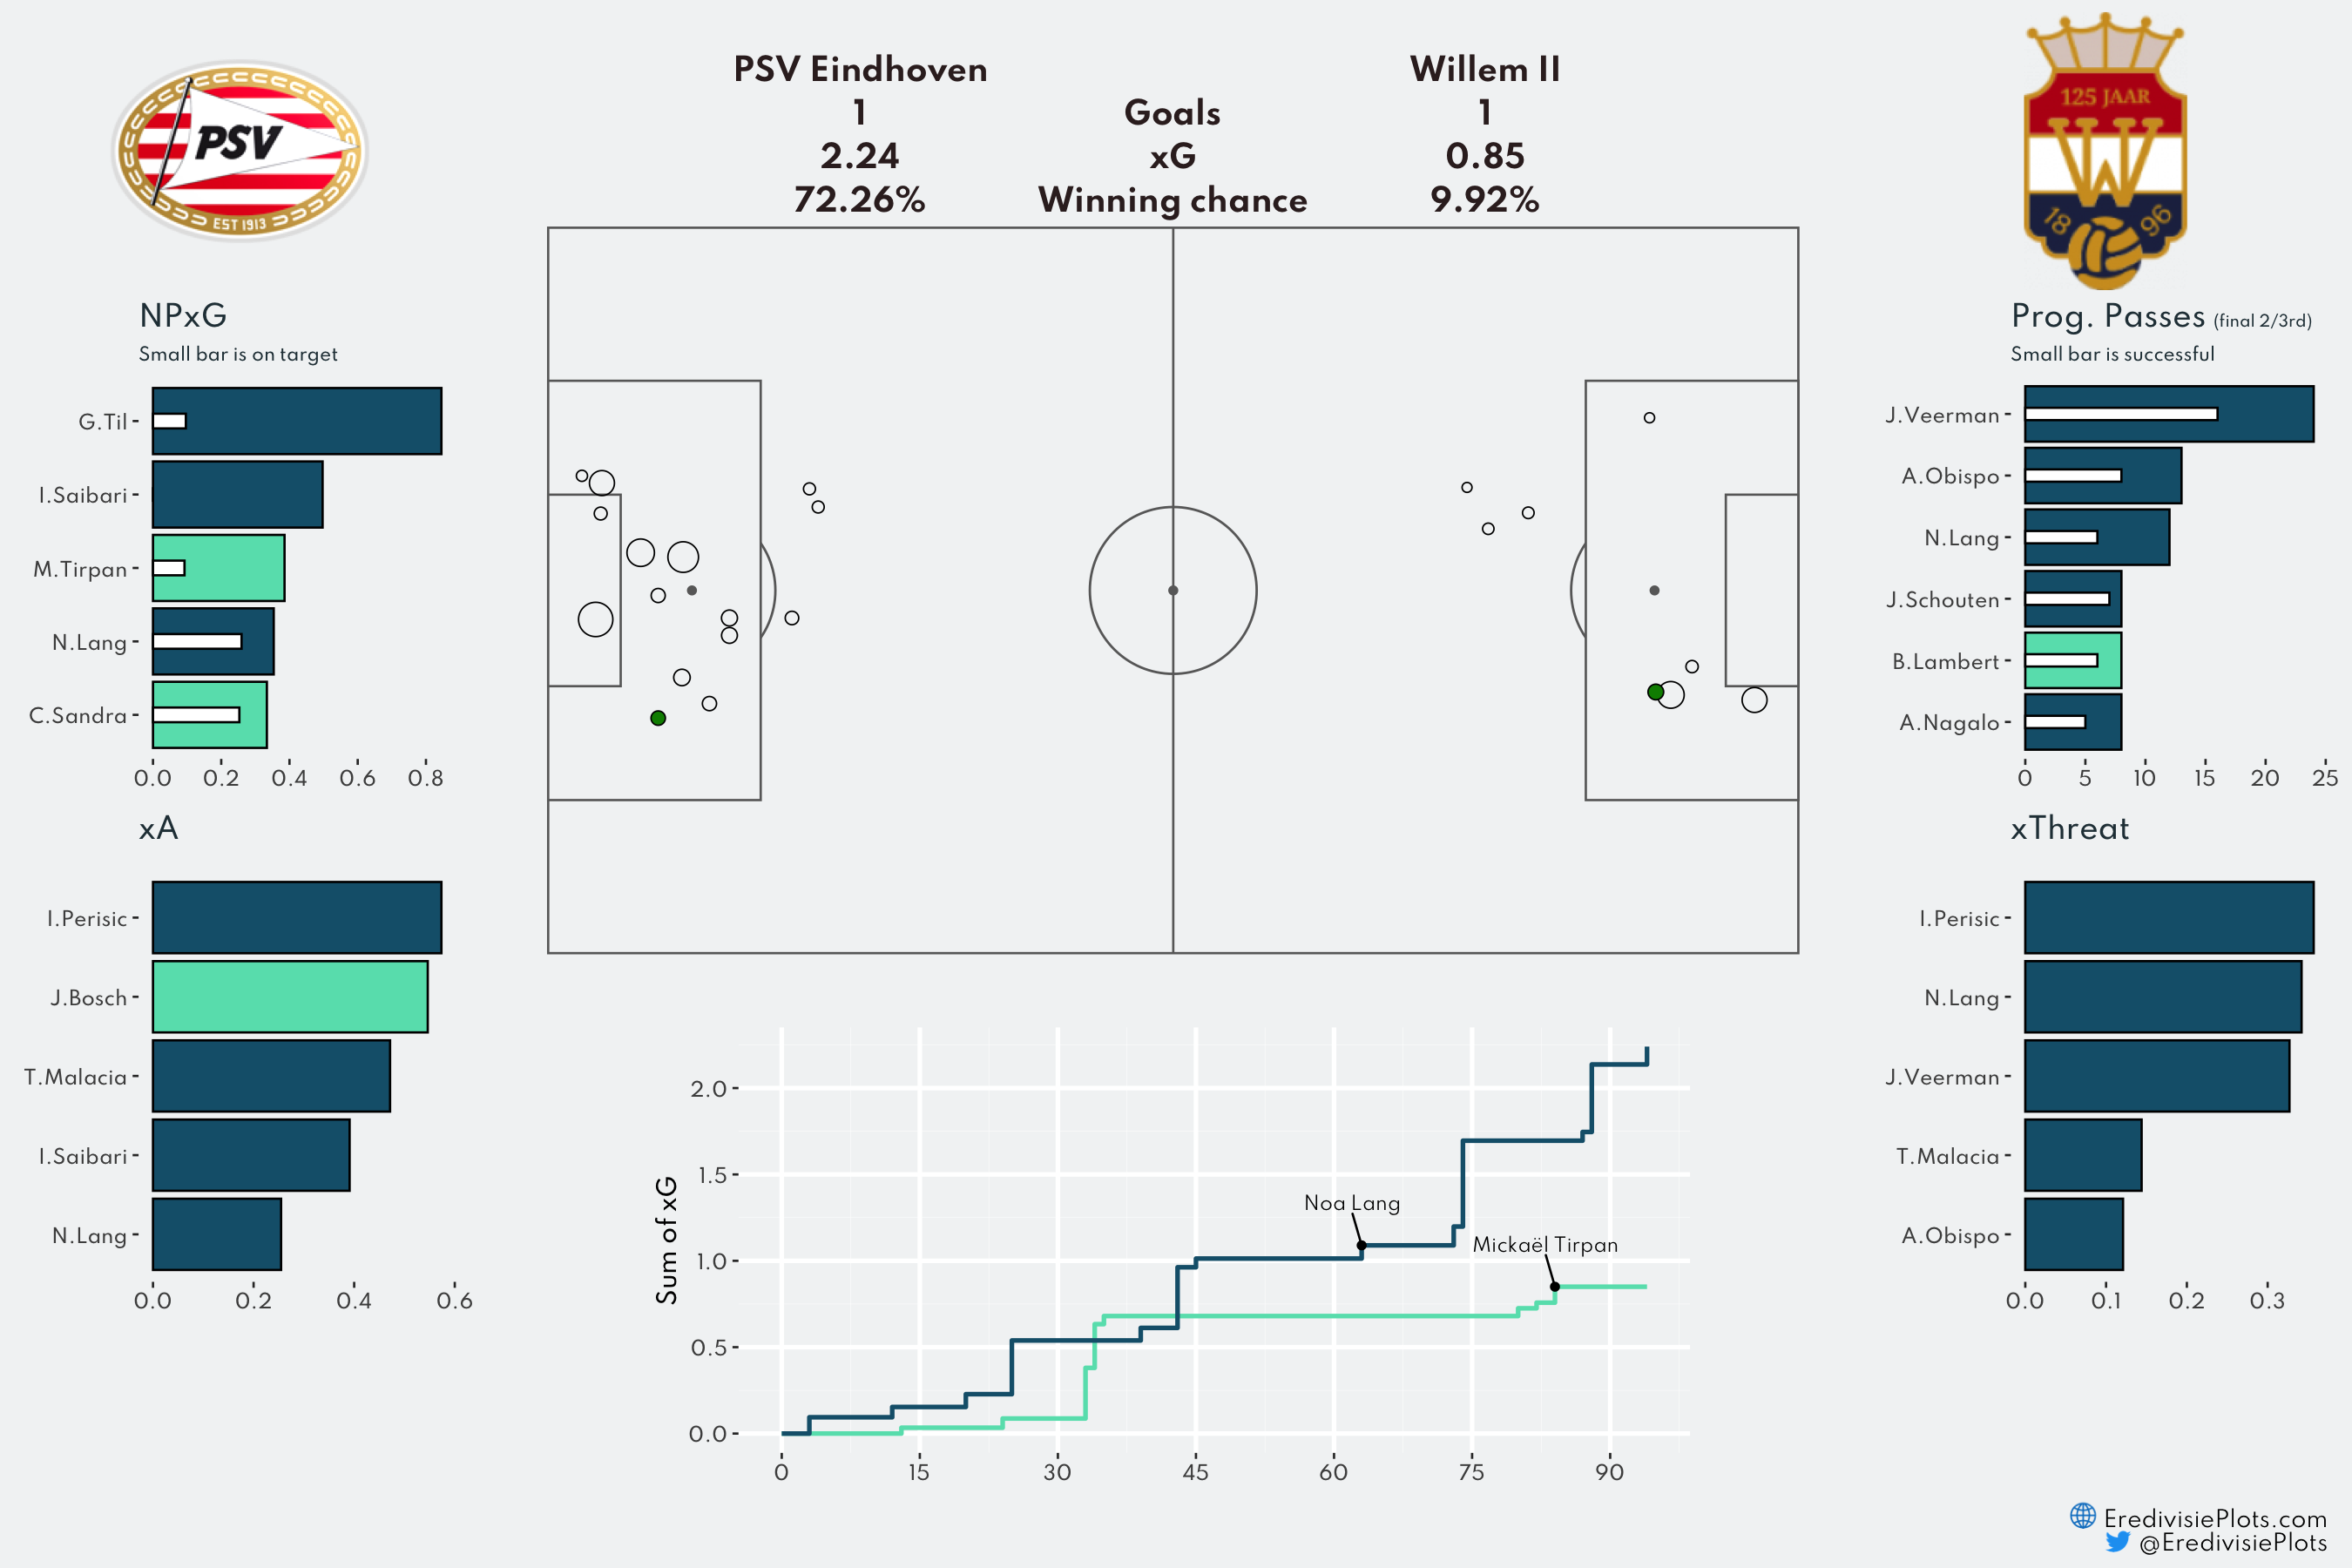 PSV Eindhoven Willem II
1 Goals 1
2.24 xG 0.85
72.26% Winning chance 9.92%
PSV
EST 1913
125 JAAR
W
18 96
NPxG
Small bar is on target
G.Til
I.Saibari
M.Tirpan
N.Lang
C.Sandra
0.0 0.2 0.4 0.6 0.8
Prog. Passes (final 2/3rd)
Small bar is successful
J.Veerman
A.Obispo
N.Lang
J.Schouten
B.Lambert
A.Nagalo
0 5 10 15 20 25
xA
I.Perisic
J.Bosch
T.Malacia
I.Saibari
N.Lang
0.0 0.2 0.4 0.6
Sum of xG
2.0
1.5
1.0
0.5
0.0
Noa Lang
Mickaël Tirpan
0 15 30 45 60 75 90
xThreat
I.Perisic
N.Lang
J.Veerman
T.Malacia
A.Obispo
0.0 0.1 0.2 0.3
EredivisiePlots.com
@EredivisiePlots